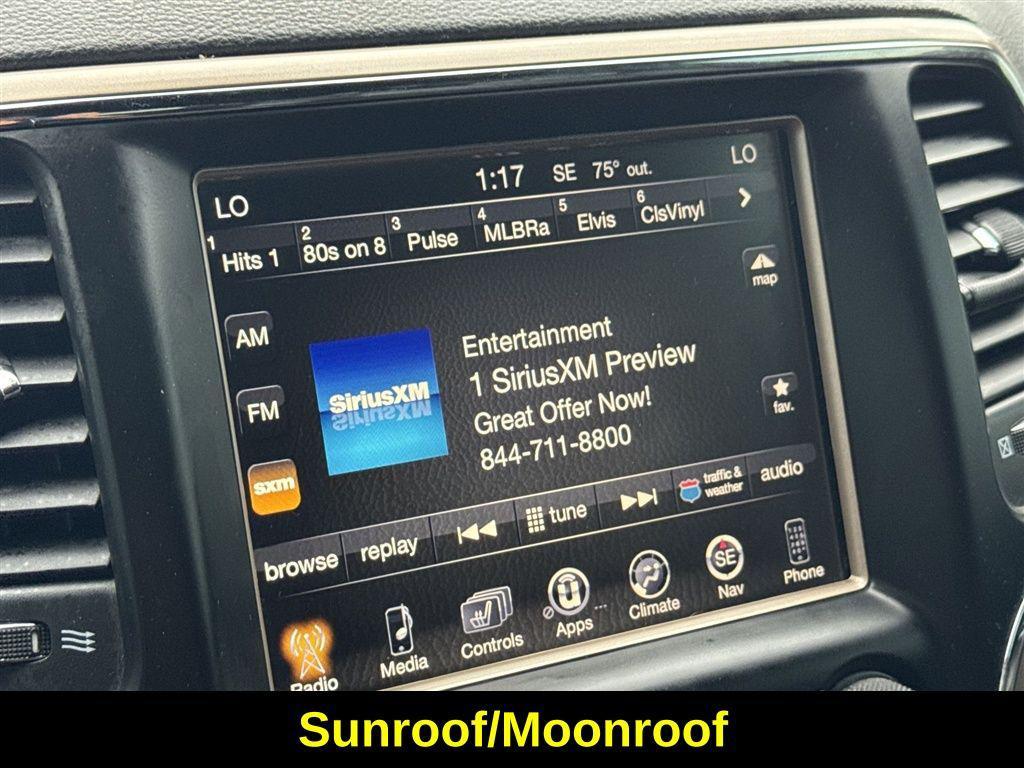 LO 1:17 SE 75° out. LO
1 Hits 1 2 80s on 8 3 Pulse 4 MLBRa 5 Elvis 6 ClsVinyl
map
AM
FM
sxm
SiriusXM
Entertainment
1 SiriusXM Preview
Great Offer Now!
844-711-8800
fav.
browse replay tune traffic & weather audio
Radio Media Controls Apps ... Climate SE Nav Phone
Sunroof/Moonroof